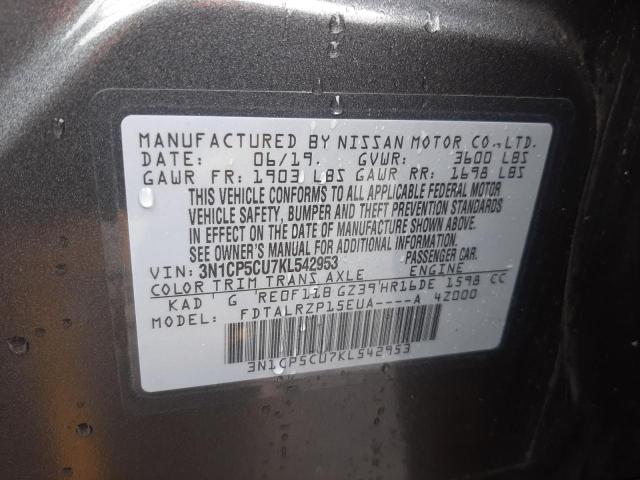 MANUFACTURED BY NISSAN MOTOR CO.,LTD.
DATE: 06/19. GVWR: 3600 LBS
GAWR FR: 1903 LBS GAWR RR: 1698 LBS
THIS VEHICLE CONFORMS TO ALL APPLICABLE FEDERAL MOTOR
VEHICLE SAFETY, BUMPER AND THEFT PREVENTION STANDARDS
IN EFFECT ON THE DATE OF MANUFACTURE SHOWN ABOVE.
SEE OWNER'S MANUAL FOR ADDITIONAL INFORMATION.
VIN: 3N1CP5CU7KL542953 PASSENGER CAR.
COLOR TRIM TRANS AXLE ENGINE
KAD G RE0F11B GZ39 HR16DE 1598 CC
MODEL: FDTALRZP15EUA----A 42000
3N1CP5CU7KL542953